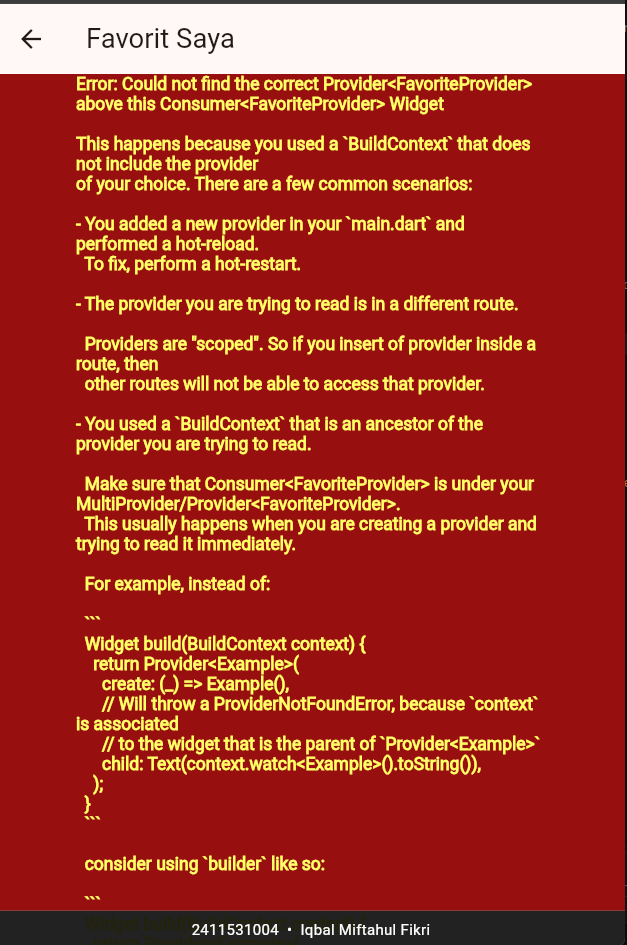 Favorit Saya
Error: Could not find the correct Provider<FavoriteProvider>
above this Consumer<FavoriteProvider> Widget
This happens because you used a `BuildContext` that does
not include the provider
of your choice. There are a few common scenarios:
- You added a new provider in your `main.dart` and
performed a hot-reload.
To fix, perform a hot-restart.
- The provider you are trying to read is in a different route.
Providers are "scoped". So if you insert of provider inside a
route, then
other routes will not be able to access that provider.
- You used a `BuildContext` that is an ancestor of the
provider you are trying to read.
Make sure that Consumer<FavoriteProvider> is under your
MultiProvider/Provider<FavoriteProvider>.
This usually happens when you are creating a provider and
trying to read it immediately.
For example, instead of:
```
Widget build(BuildContext context) {
return Provider<Example>(
create: (_) => Example(),
// Will throw a ProviderNotFoundError, because `context`
is associated
// to the widget that is the parent of `Provider<Example>`
child: Text(context.watch<Example>().toString()),
);
}
```
consider using `builder` like so:
```
2411531004 • Iqbal Miftahul Fikri